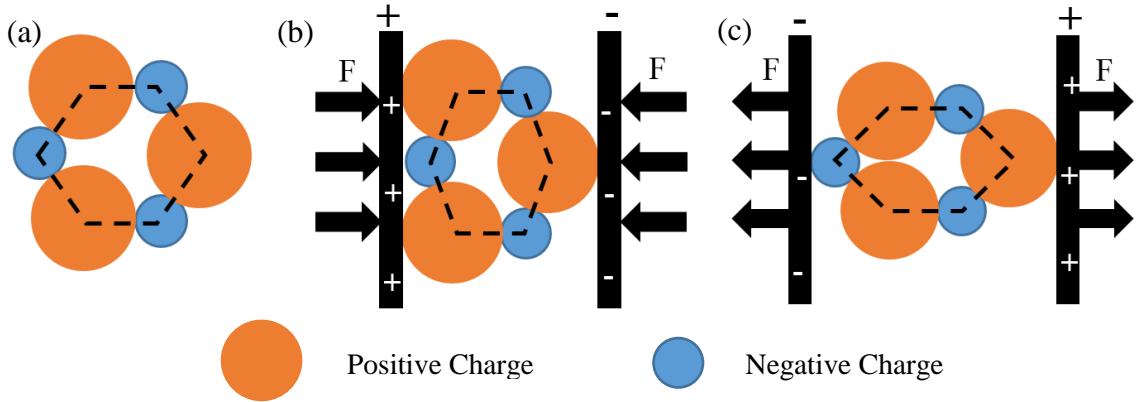 (a)
(b)
+
-
F
F
+
+
+
-
-
-
(c)
-
+
F
F
-
-
+
+
+
Positive Charge
Negative Charge